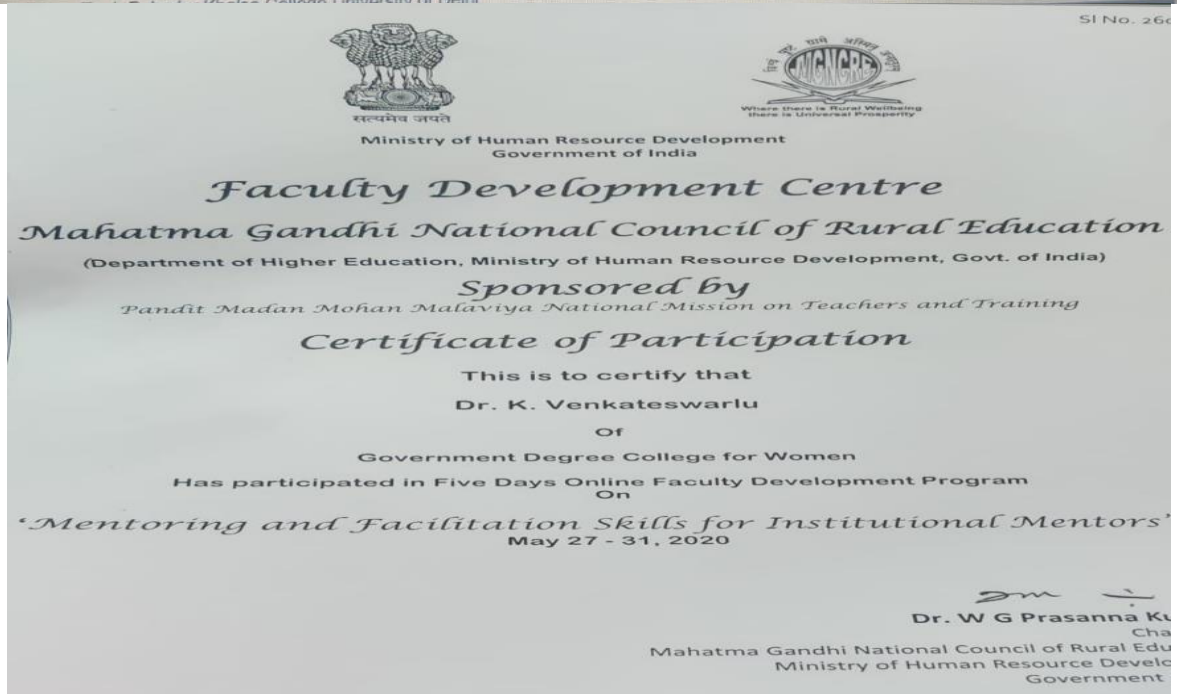 Sl No. 260
सत्यमेव जयते
MGNCRE
Where there is Rural Wellbeing
there is Universal Prosperity
Ministry of Human Resource Development
Government of India
Faculty Development Centre
Mahatma Gandhi National Council of Rural Education
(Department of Higher Education, Ministry of Human Resource Development, Govt. of India)
Sponsored by
Pandit Madan Mohan Malaviya National Mission on Teachers and Training
Certificate of Participation
This is to certify that
Dr. K. Venkateswarlu
Of
Government Degree College for Women
Has participated in Five Days Online Faculty Development Program
On
‘Mentoring and Facilitation Skills for Institutional Mentors’
May 27 - 31, 2020
Dr. W G Prasanna Ku
Cha
Mahatma Gandhi National Council of Rural Edu
Ministry of Human Resource Develo
Government